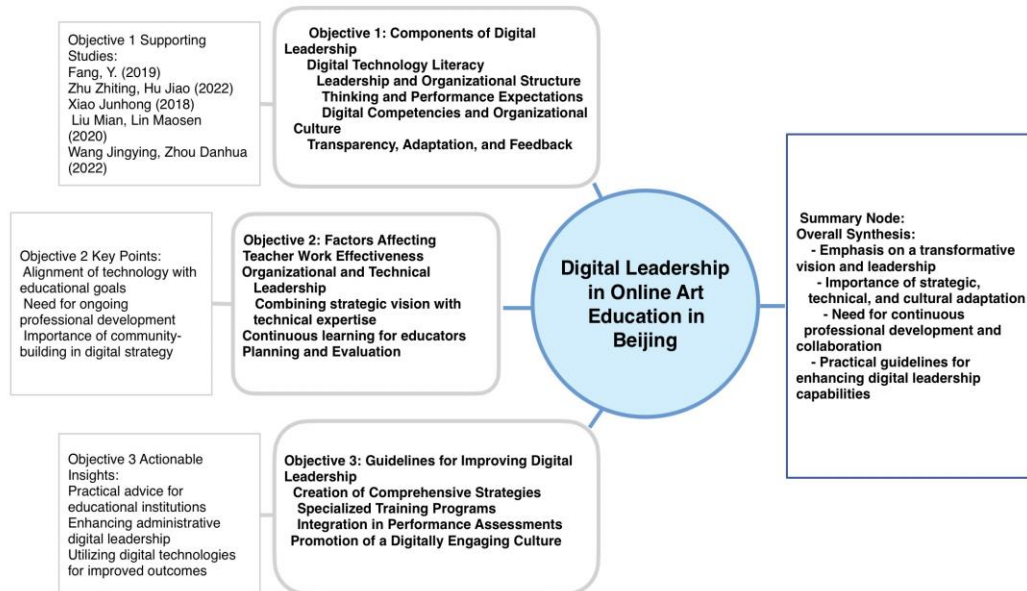 Objective 1 Supporting
Studies:
Fang, Y. (2019)
Zhu Zhiting, Hu Jiao (2022)
Xiao Junhong (2018)
Liu Mian, Lin Maosen
(2020)
Wang Jingying, Zhou Danhua
(2022)
Objective 1: Components of Digital
Leadership
Digital Technology Literacy
Leadership and Organizational Structure
Thinking and Performance Expectations
Digital Competencies and Organizational
Culture
Transparency, Adaptation, and Feedback
Objective 2 Key Points:
Alignment of technology with
educational goals
Need for ongoing
professional development
Importance of community-
building in digital strategy
Objective 2: Factors Affecting
Teacher Work Effectiveness
Organizational and Technical
Leadership
Combining strategic vision with
technical expertise
Continuous learning for educators
Planning and Evaluation
Objective 3 Actionable
Insights:
Practical advice for
educational institutions
Enhancing administrative
digital leadership
Utilizing digital technologies
for improved outcomes
Objective 3: Guidelines for Improving Digital
Leadership
Creation of Comprehensive Strategies
Specialized Training Programs
Integration in Performance Assessments
Promotion of a Digitally Engaging Culture
Digital Leadership
in Online Art
Education in
Beijing
Summary Node:
Overall Synthesis:
- Emphasis on a transformative
vision and leadership
- Importance of strategic,
technical, and cultural adaptation
- Need for continuous
professional development and
collaboration
- Practical guidelines for
enhancing digital leadership
capabilities